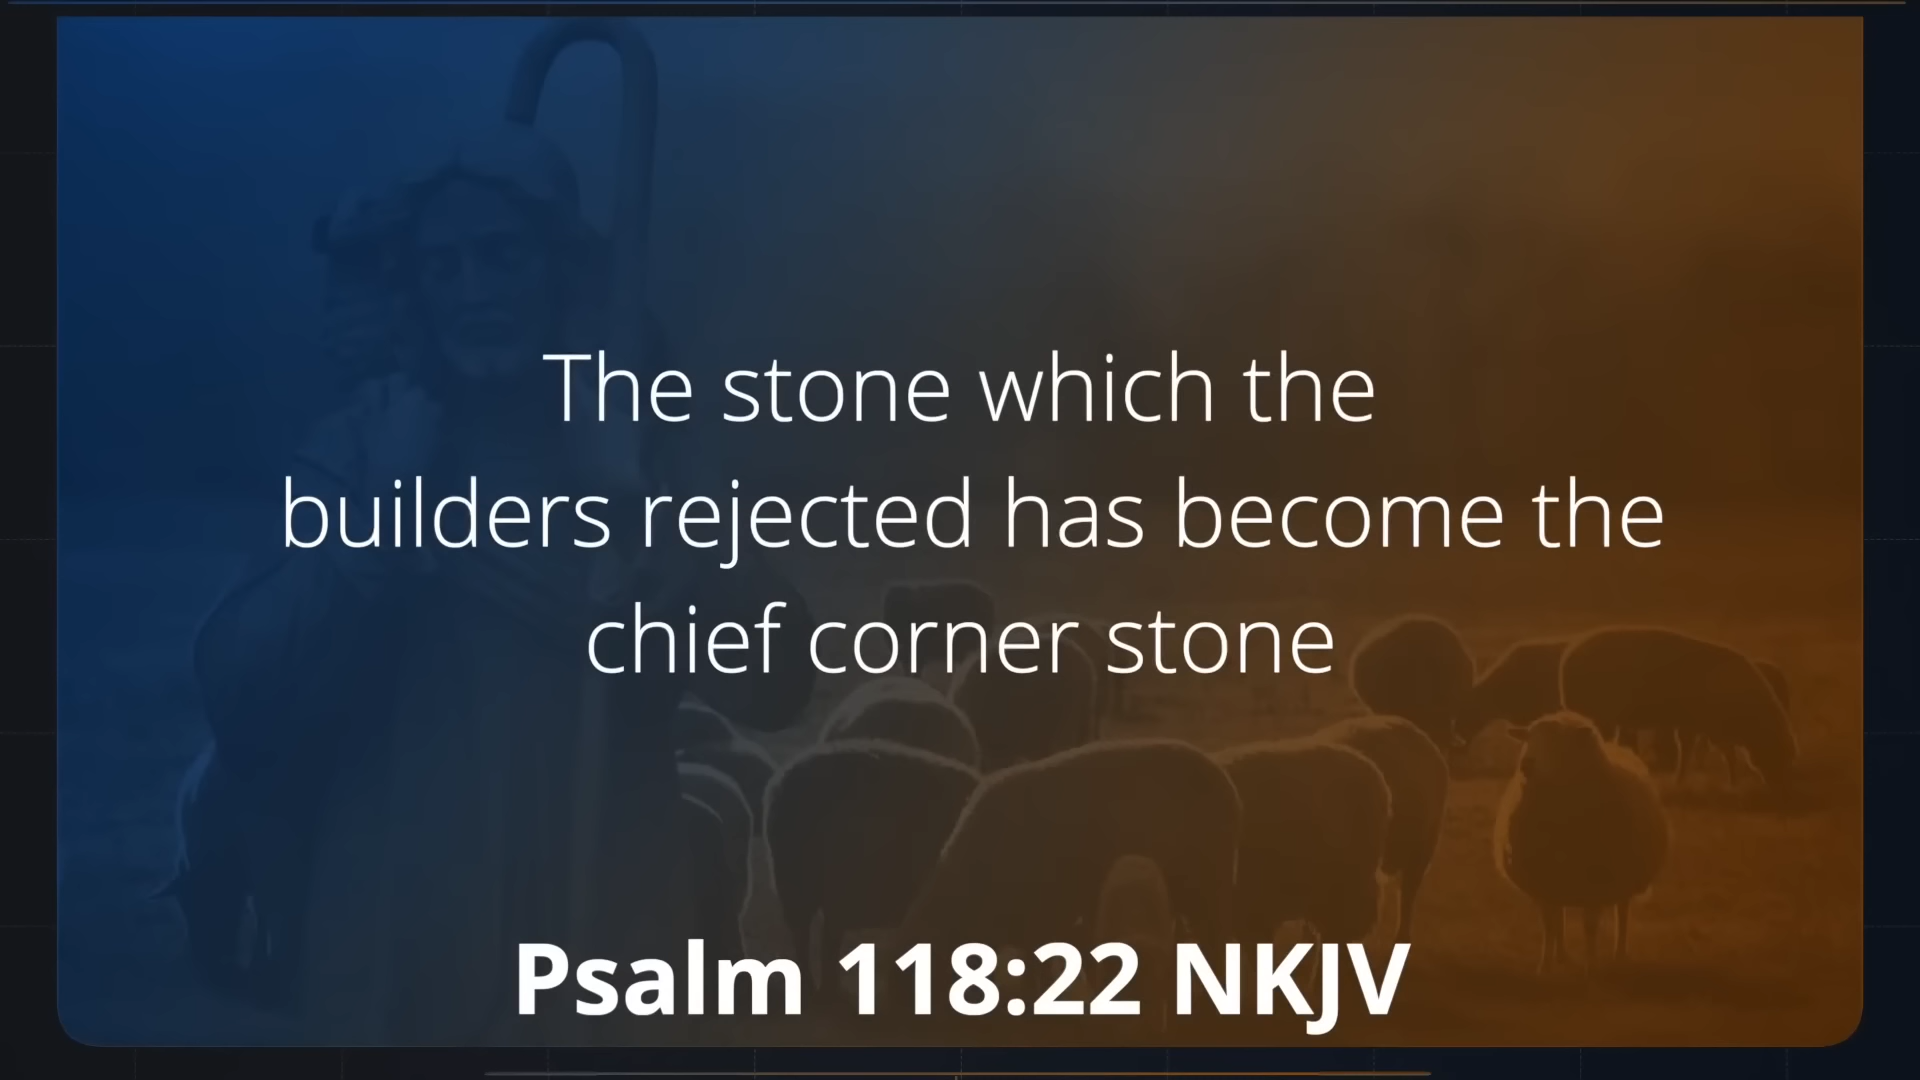 The stone which the
builders rejected has become the
chief corner stone
Psalm 118:22 NKJV